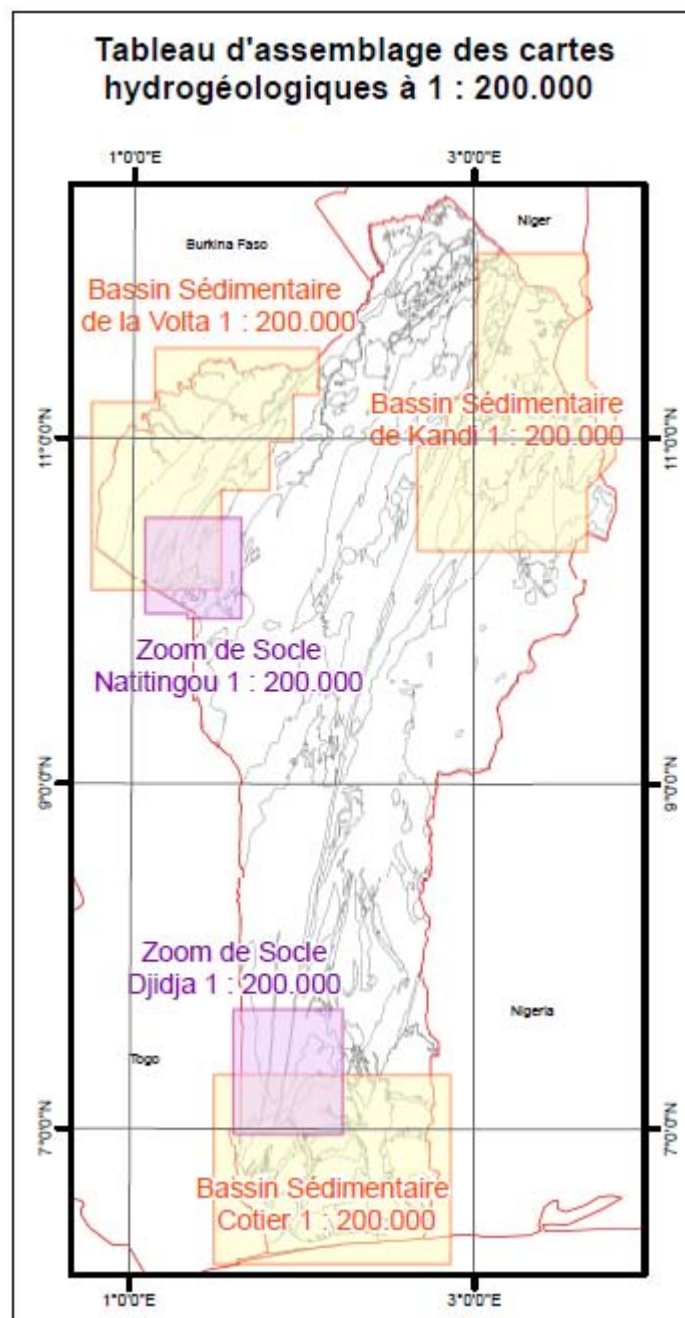 Tableau d'assemblage des cartes
hydrogéologiques à 1 : 200.000
1°0'0"E
3°0'0"E
Burkina Faso
Niger
Bassin Sédimentaire
de la Volta 1 : 200.000
Bassin Sédimentaire
de Kandi 1 : 200.000
11°0'0"N
11°0'0"N
Zoom de Socle
Natitingou 1 : 200.000
9°0'0"N
9°0'0"N
Zoom de Socle
Djidja 1 : 200.000
Nigeria
Togo
7°0'0"N
7°0'0"N
Bassin Sédimentaire
Cotier 1 : 200.000
1°0'0"E
3°0'0"E